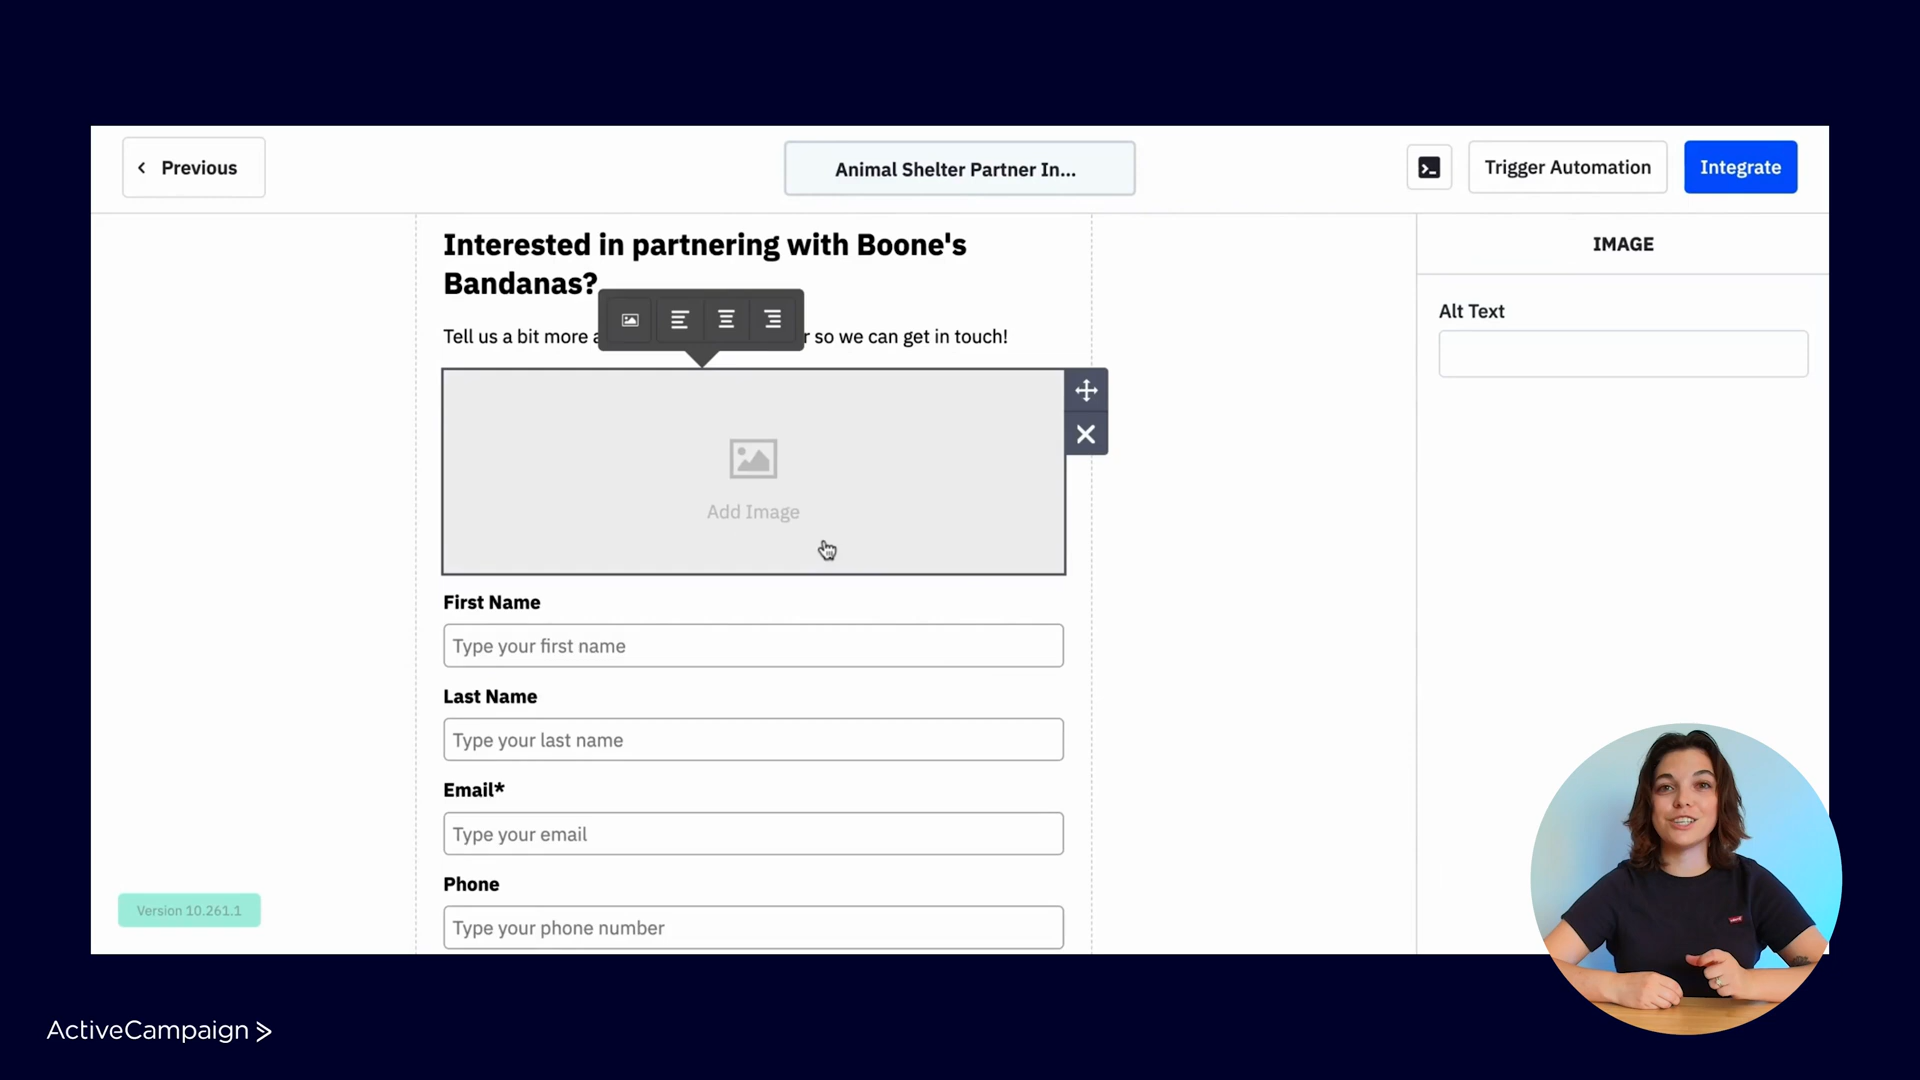 Previous
Animal Shelter Partner In...
Trigger Automation
Integrate
Interested in partnering with Boone's
Bandanas?
Tell us a bit more a
r so we can get in touch!
IMAGE
Alt Text
Add Image
First Name
Type your first name
Last Name
Type your last name
Email*
Type your email
Phone
Type your phone number
Version 10.261.1
ActiveCampaign